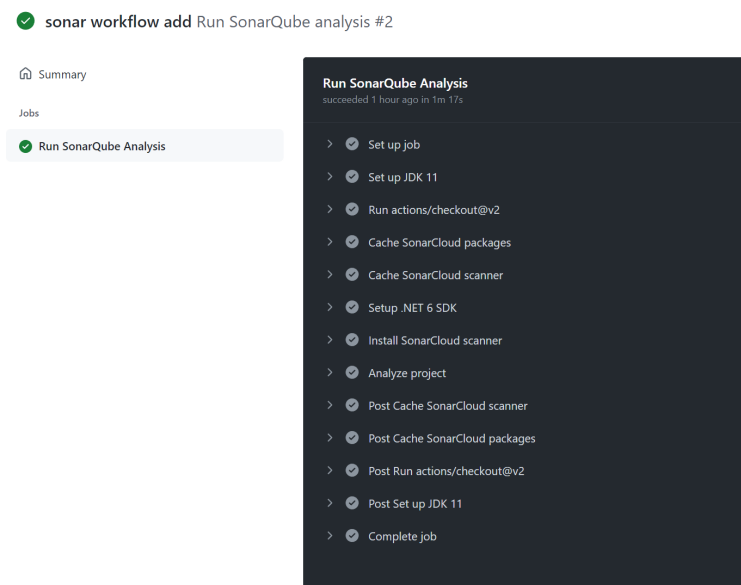 sonar workflow add Run SonarQube analysis #2
Summary
Jobs
Run SonarQube Analysis
Run SonarQube Analysis
succeeded 1 hour ago in 1m 17s
Set up job
Set up JDK 11
Run actions/checkout@v2
Cache SonarCloud packages
Cache SonarCloud scanner
Setup .NET 6 SDK
Install SonarCloud scanner
Analyze project
Post Cache SonarCloud scanner
Post Cache SonarCloud packages
Post Run actions/checkout@v2
Post Set up JDK 11
Complete job